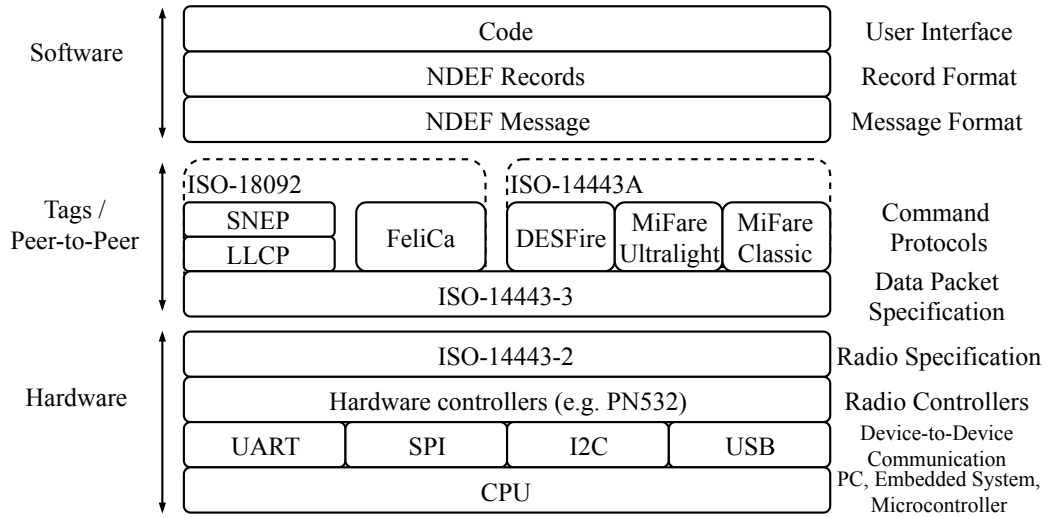 Software
Code
User Interface
NDEF Records
Record Format
NDEF Message
Message Format
Tags /
Peer-to-Peer
ISO-18092
ISO-14443A
SNEP
LLCP
FeliCa
DESFire
MiFare
Ultralight
MiFare
Classic
Command
Protocols
ISO-14443-3
Data Packet
Specification
Hardware
ISO-14443-2
Radio Specification
Hardware controllers (e.g. PN532)
Radio Controllers
UART
SPI
I2C
USB
Device-to-Device
Communication
CPU
PC, Embedded System,
Microcontroller